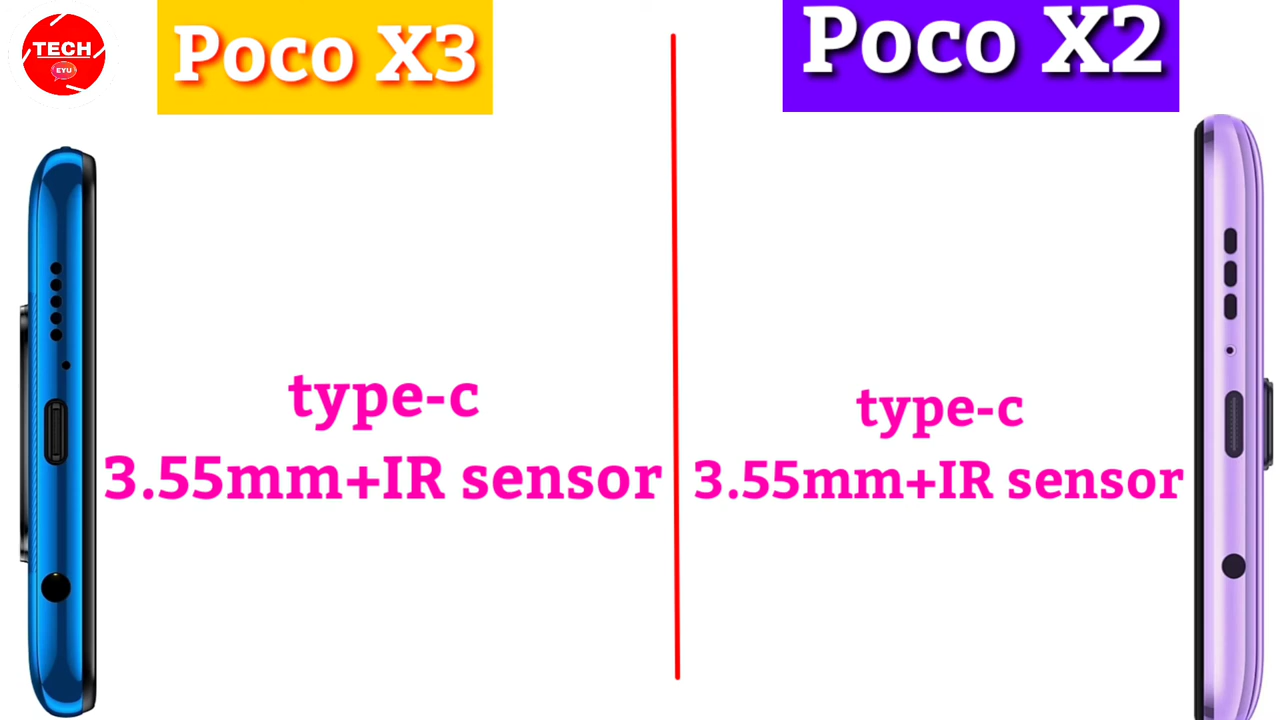 TECH
EYU
Poco X3
Poco X2
type-c
3.55mm+IR sensor
type-c
3.55mm+IR sensor